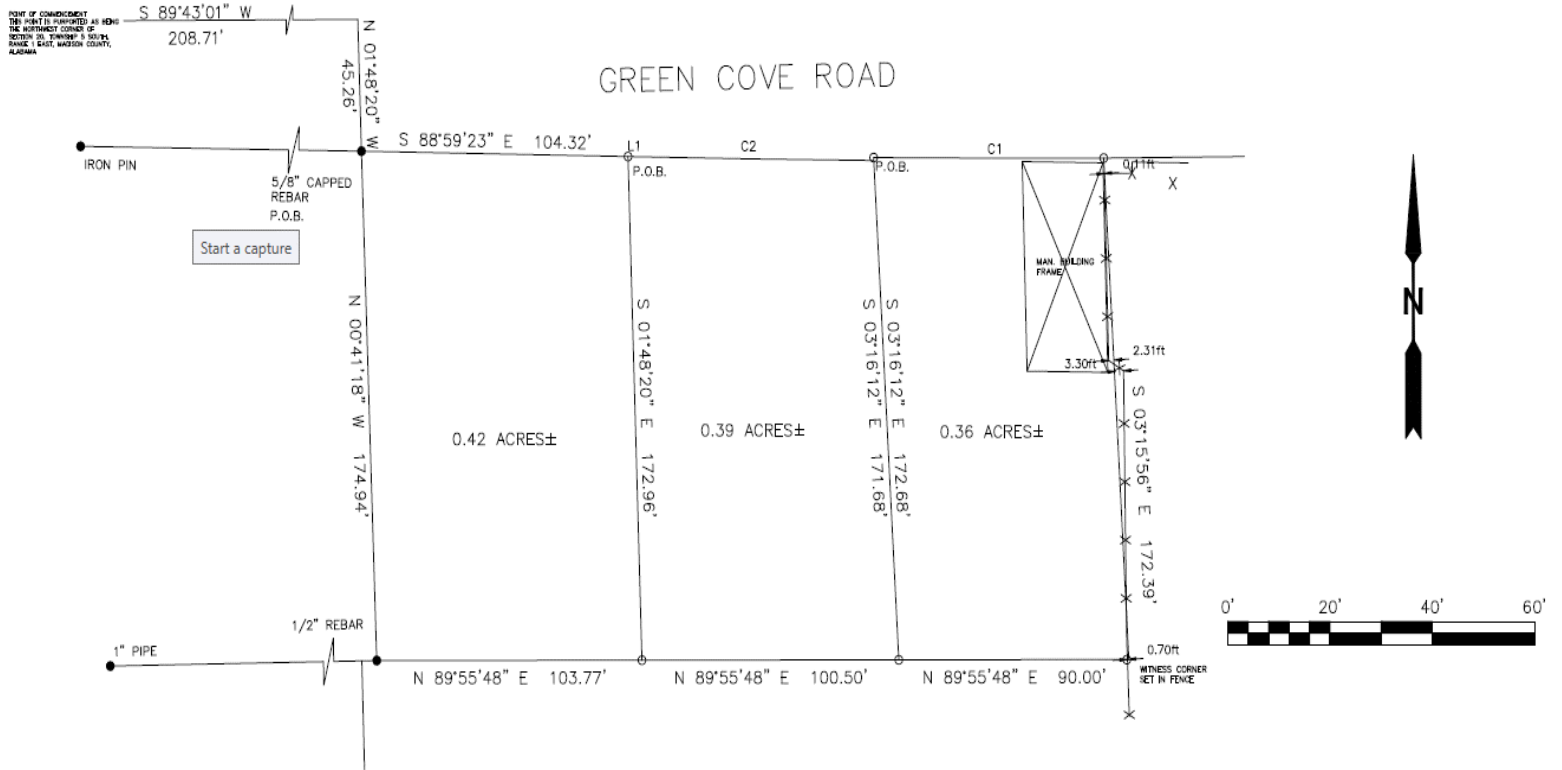 POINT OF COMMENCEMENT
THIS POINT IS PURPORTED AS BEING
THE NORTHWEST CORNER OF
SECTION 20, TOWNSHIP 5 SOUTH,
RANGE 1 EAST, MADISON COUNTY,
ALABAMA
S 89°43'01" W
208.71'
N 01°48'20" W
45.26'
GREEN COVE ROAD
S 88°59'23" E 104.32'
L1
C2
C1
IRON PIN
5/8" CAPPED
REBAR
P.O.B.
P.O.B.
P.O.B.
0.11ft
X
X
Start a capture
MAN. BUILDING
FRAME
N
N 00°41'18" W 174.94'
S 01°48'20" E 172.96'
S 03°16'12" E 171.68'
S 03°16'12" E 172.68'
2.31ft
3.30ft
S 03°15'56" E 172.39'
0.42 ACRES±
0.39 ACRES±
0.36 ACRES±
0' 20' 40' 60'
1/2" REBAR
1" PIPE
0.70ft
WITNESS CORNER
SET IN FENCE
N 89°55'48" E 103.77'
N 89°55'48" E 100.50'
N 89°55'48" E 90.00'